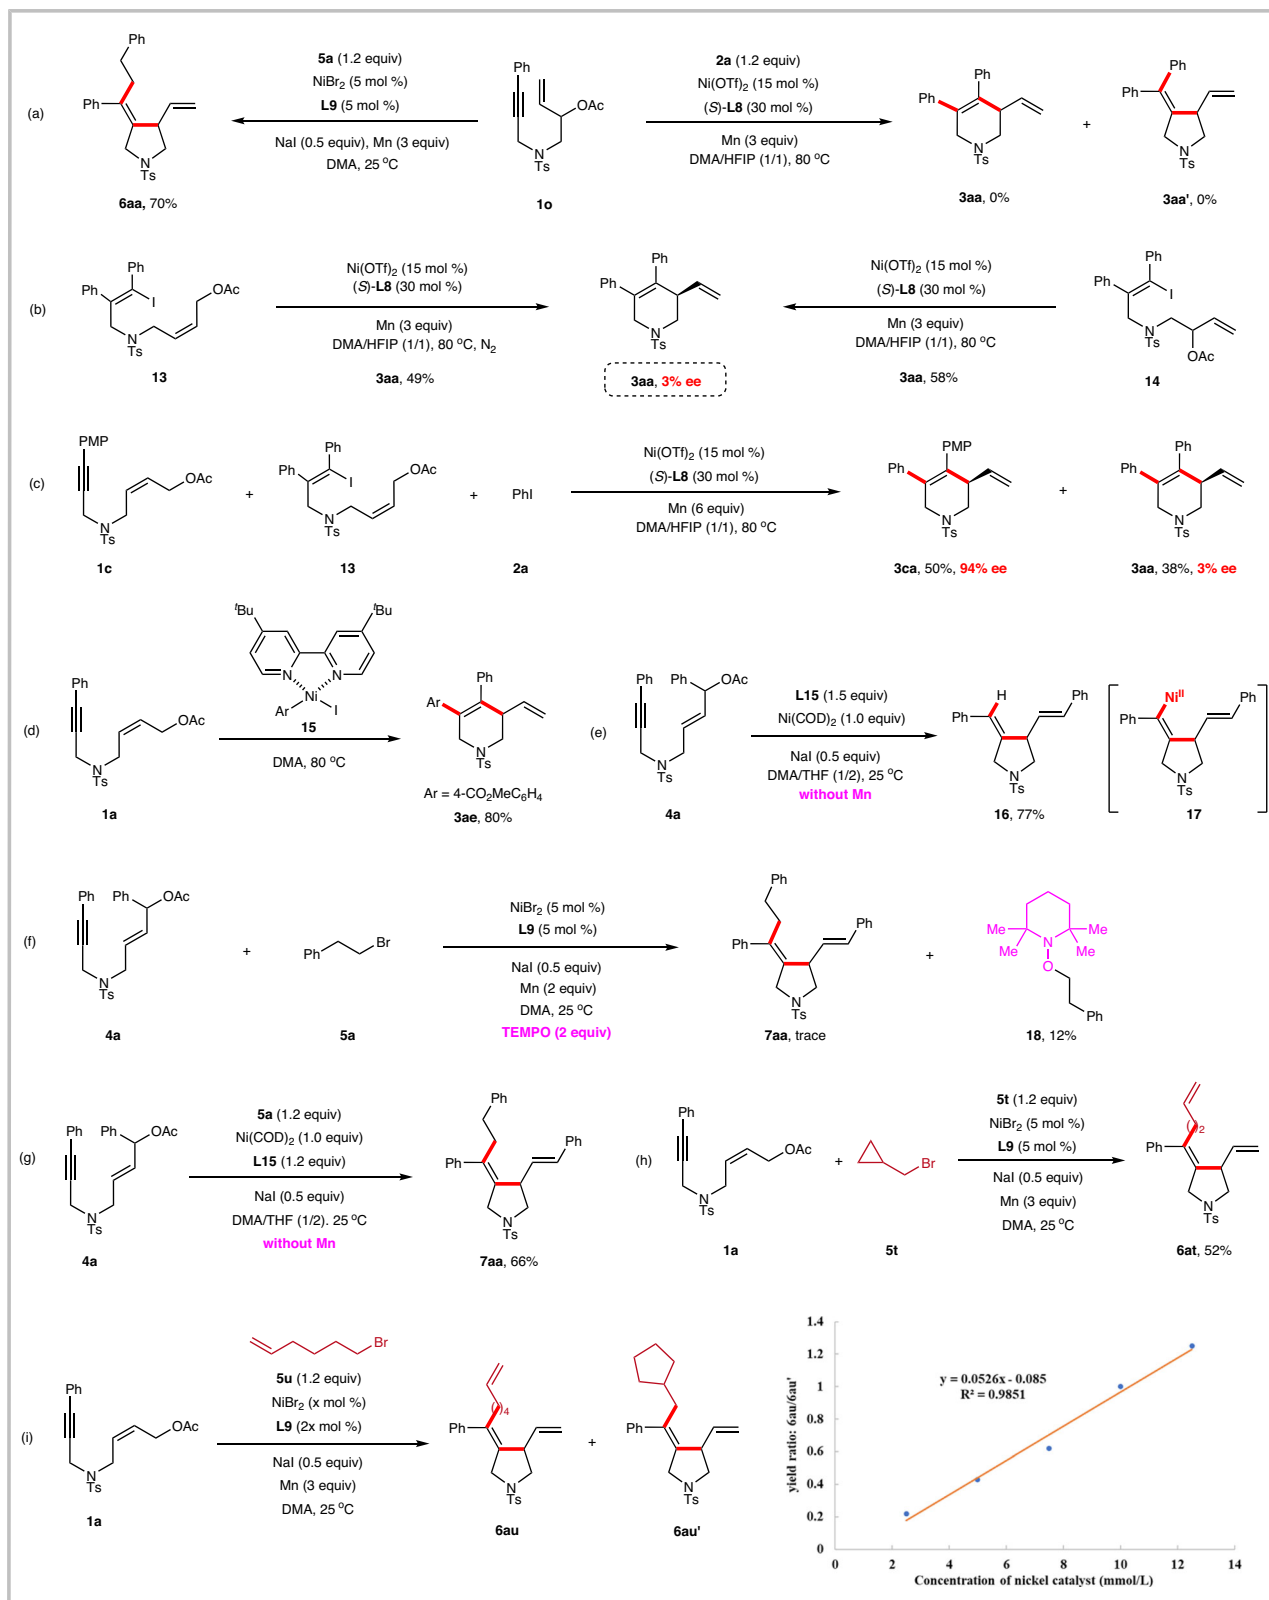 (a)
Ph
Ph
N
Ts
6aa, 70%
5a (1.2 equiv)
NiBr2 (5 mol %)
L9 (5 mol %)
NaI (0.5 equiv), Mn (3 equiv)
DMA, 25 oC
Ph
OAc
N
Ts
1o
2a (1.2 equiv)
Ni(OTf)2 (15 mol %)
(S)-L8 (30 mol %)
Mn (3 equiv)
DMA/HFIP (1/1), 80 oC
Ph
Ph
N
Ts
3aa, 0%
+
Ph
Ph
N
Ts
3aa', 0%
(b)
Ph
Ph
I
OAc
N
Ts
13
Ni(OTf)2 (15 mol %)
(S)-L8 (30 mol %)
Mn (3 equiv)
DMA/HFIP (1/1), 80 oC, N2
3aa, 49%
Ph
Ph
N
Ts
3aa, 3% ee
Ni(OTf)2 (15 mol %)
(S)-L8 (30 mol %)
Mn (3 equiv)
DMA/HFIP (1/1), 80 oC
3aa, 58%
Ph
Ph
I
N
Ts
OAc
14
(c)
PMP
OAc
N
Ts
1c
+
Ph
Ph
I
OAc
N
Ts
13
+
PhI
2a
Ni(OTf)2 (15 mol %)
(S)-L8 (30 mol %)
Mn (6 equiv)
DMA/HFIP (1/1), 80 oC
PMP
Ph
N
Ts
3ca, 50%, 94% ee
+
Ph
Ph
N
Ts
3aa, 38%, 3% ee
(d)
Ph
OAc
N
Ts
1a
tBu
tBu
N
N
Ni
Ar
I
15
DMA, 80 oC
Ph
Ar
N
Ts
Ar = 4-CO2MeC6H4
3ae, 80%
(e)
Ph
Ph
OAc
N
Ts
4a
L15 (1.5 equiv)
Ni(COD)2 (1.0 equiv)
NaI (0.5 equiv)
DMA/THF (1/2), 25 oC
without Mn
H
Ph
Ph
N
Ts
16, 77%
NiII
Ph
Ph
N
Ts
17
(f)
Ph
Ph
OAc
N
Ts
4a
+
Ph
Br
5a
NiBr2 (5 mol %)
L9 (5 mol %)
NaI (0.5 equiv)
Mn (2 equiv)
DMA, 25 oC
TEMPO (2 equiv)
Ph
Ph
Ph
N
Ts
7aa, trace
+
Me
Me
N
Me
Me
O
Ph
18, 12%
(g)
Ph
Ph
OAc
N
Ts
4a
5a (1.2 equiv)
Ni(COD)2 (1.0 equiv)
L15 (1.2 equiv)
NaI (0.5 equiv)
DMA/THF (1/2). 25 oC
without Mn
Ph
Ph
Ph
N
Ts
7aa, 66%
(h)
Ph
OAc
N
Ts
1a
+
Br
5t
5t (1.2 equiv)
NiBr2 (5 mol %)
L9 (5 mol %)
NaI (0.5 equiv)
Mn (3 equiv)
DMA, 25 oC
( )2
Ph
N
Ts
6at, 52%
(i)
Ph
OAc
N
Ts
1a
Br
5u (1.2 equiv)
NiBr2 (x mol %)
L9 (2x mol %)
NaI (0.5 equiv)
Mn (3 equiv)
DMA, 25 oC
( )4
Ph
N
Ts
6au
+
Ph
N
Ts
6au'
yield ratio: 6au/6au'
1.4
1.2
1
0.8
0.6
0.4
0.2
0
y = 0.0526x - 0.085
R² = 0.9851
0 2 4 6 8 10 12 14
Concentration of nickel catalyst (mmol/L)